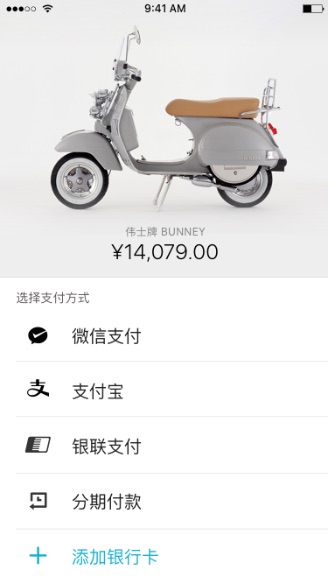 9:41 AM
伟士牌 BUNNEY
¥14,079.00
选择支付方式
微信支付
支
支付宝
银联支付
分期付款
添加银行卡